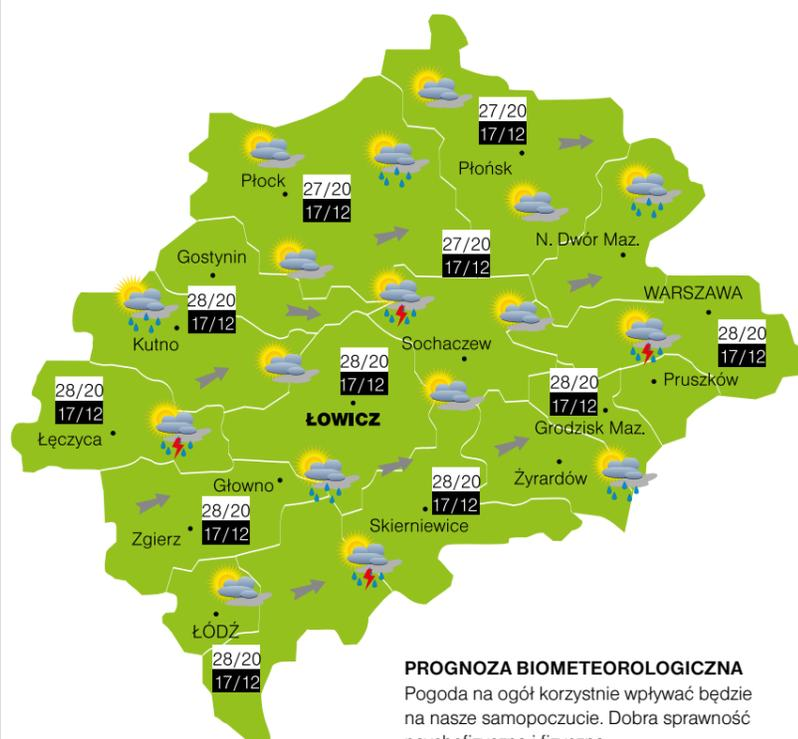 27/20
17/12
Płońsk
Płock
27/20
17/12
N. Dwór Maz.
27/20
17/12
Gostynin
28/20
17/12
Kutno
WARSZAWA
28/20
17/12
Sochaczew
28/20
17/12
ŁOWICZ
Pruszków
28/20
17/12
Grodzisk Maz.
28/20
17/12
Łęczyca
Żyrardów
Głowno
28/20
17/12
Skierniewice
28/20
17/12
Zgierz
ŁÓDŹ
28/20
17/12
PROGNOZA BIOMETEOROLOGICZNA
Pogoda na ogół korzystnie wpływać będzie
na nasze samopoczucie. Dobra sprawność